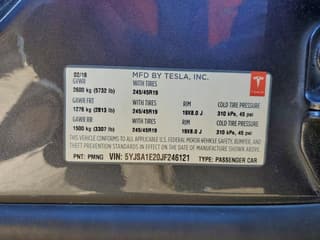 02/18 MFD BY TESLA, INC.
GVWR WITH TIRES
2600 kg (5732 lb) 245/45R19
GAWR FRT WITH TIRES RIM COLD TIRE PRESSURE
1276 kg (2813 lb) 245/45R19 19X8.0 J 310 kPa, 45 psi
GAWR RR WITH TIRES RIM COLD TIRE PRESSURE
1500 kg (3307 lb) 245/45R19 19X8.0 J 310 kPa, 45 psi
THIS VEHICLE CONFORMS TO ALL APPLICABLE U.S. FEDERAL MOTOR VEHICLE SAFETY, BUMPER, AND
THEFT PREVENTION STANDARDS IN EFFECT ON THE DATE OF MANUFACTURE SHOWN ABOVE.
PNT: PMNG VIN: 5YJSA1E20JF246121 TYPE: PASSENGER CAR
TESLA